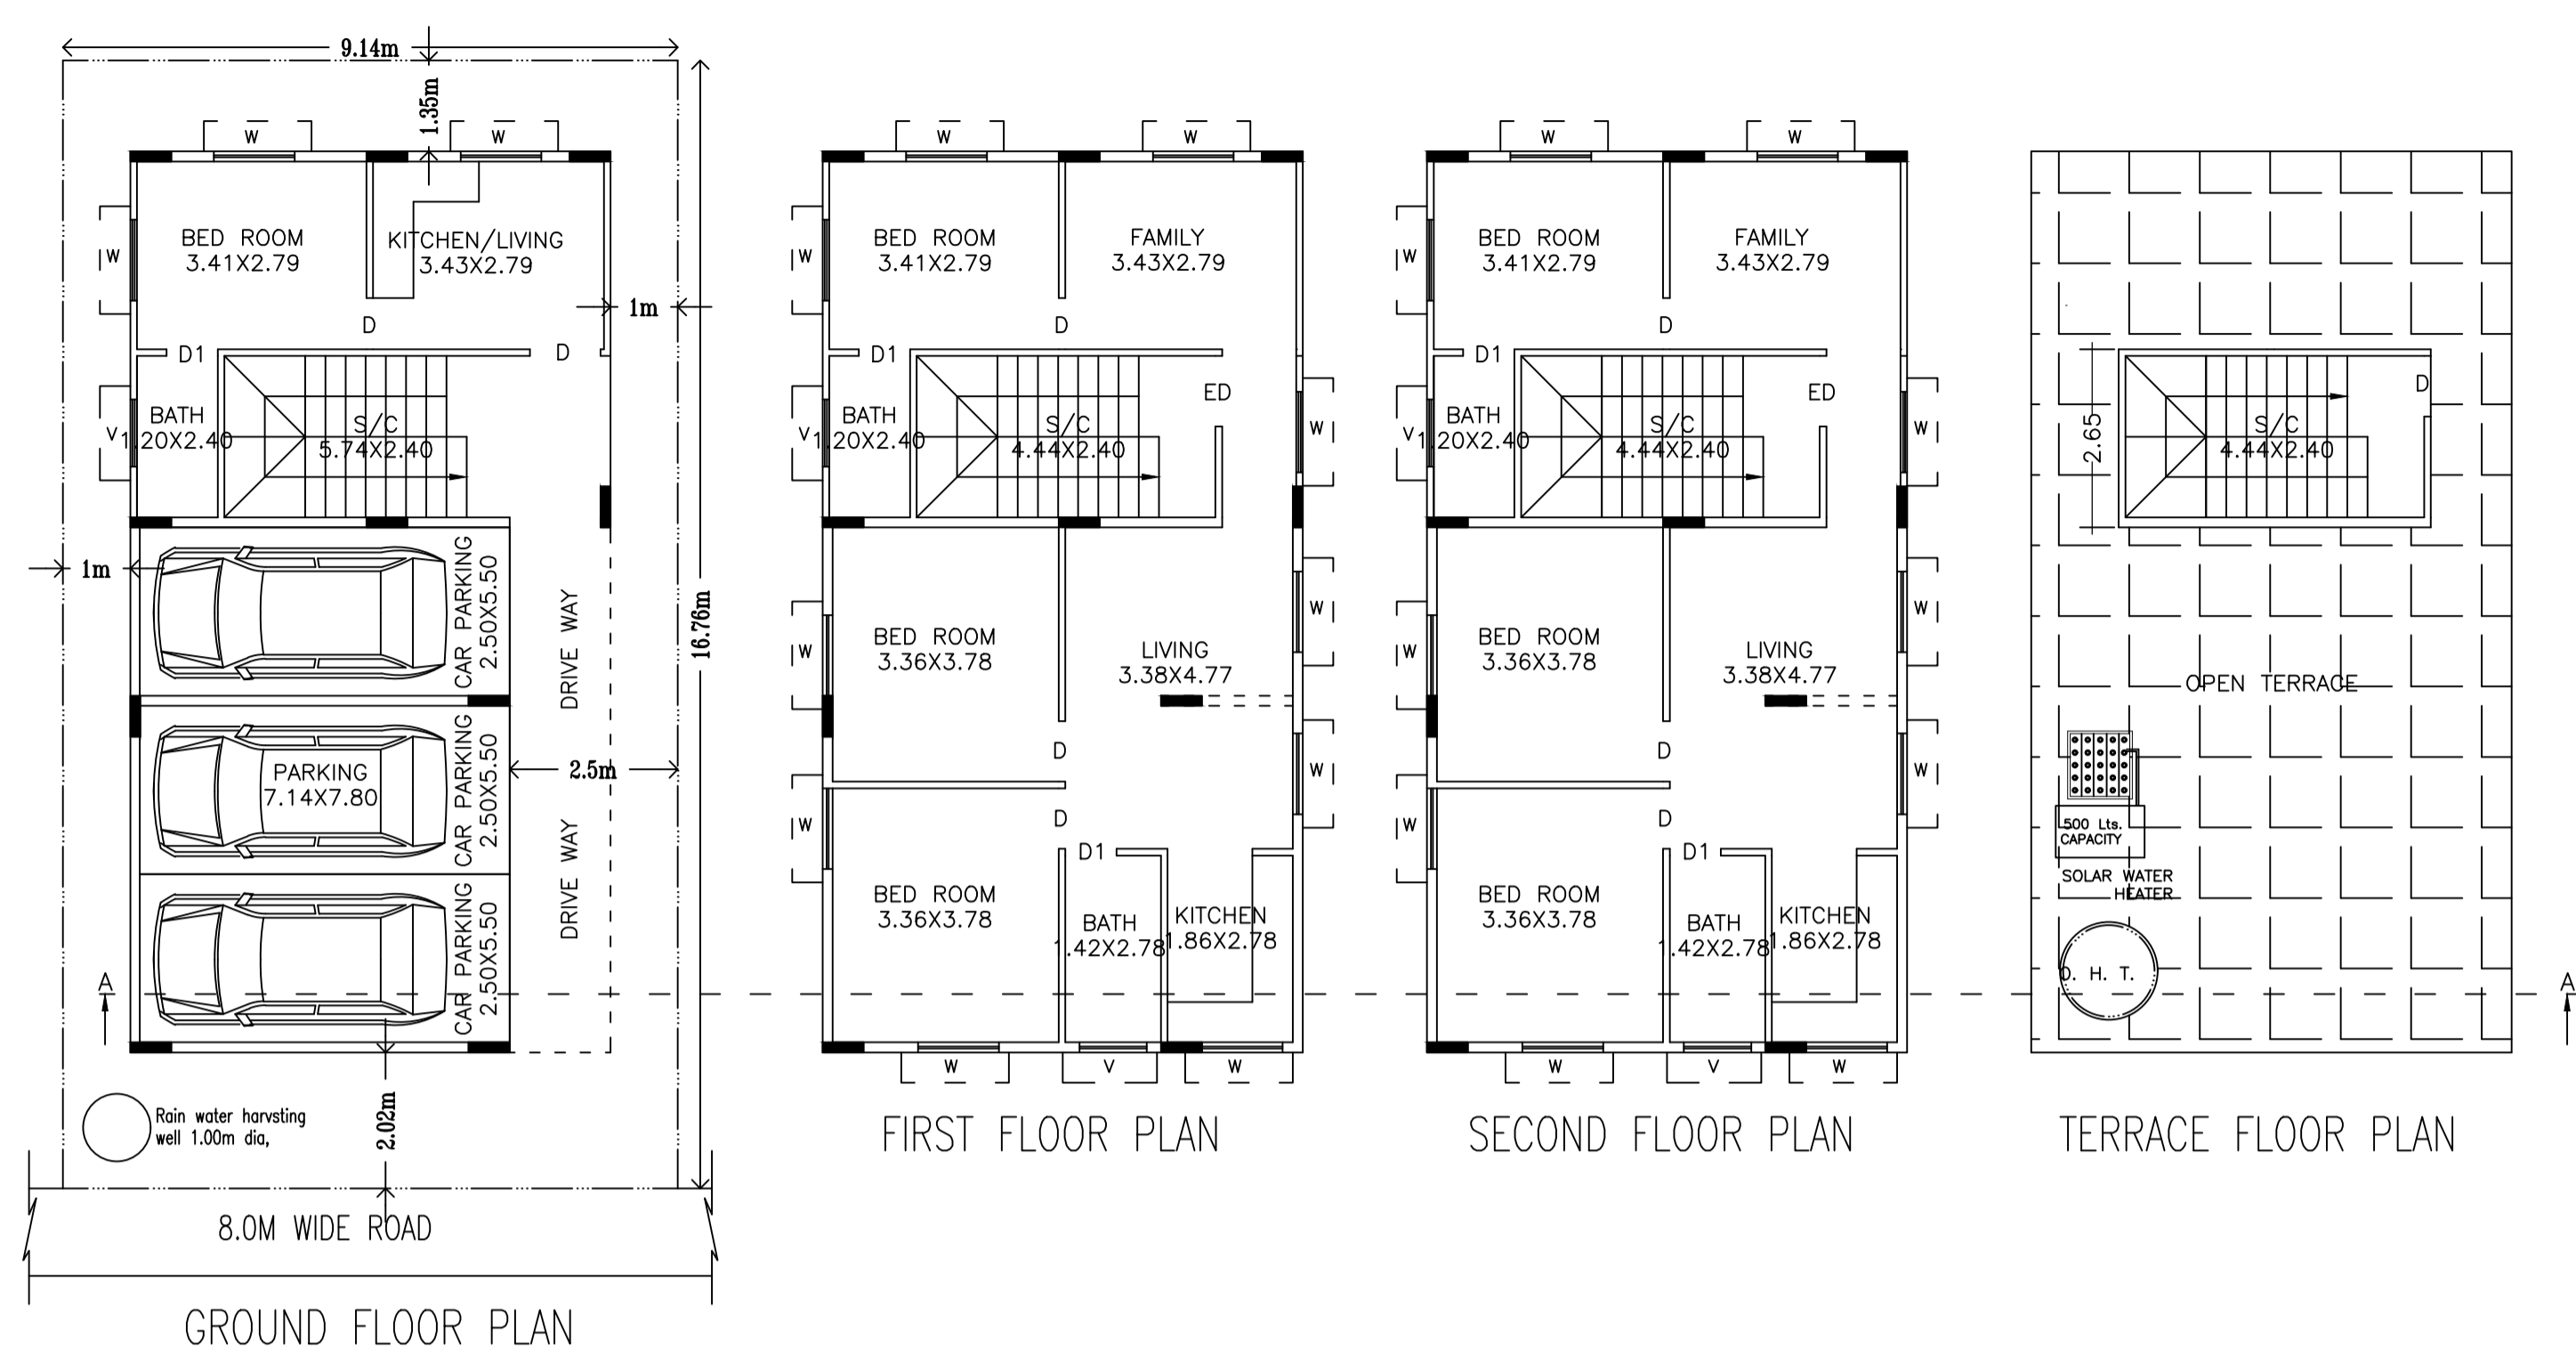 9.14m
1.35m
W
W
W
BED ROOM
3.41X2.79
KITCHEN/LIVING
3.43X2.79
1m
D
D1
D
BATH
1.20X2.40
V
S/C
5.74X2.40
1m
CAR PARKING
2.50X5.50
DRIVE WAY
16.76m
PARKING
7.14X7.80
CAR PARKING
2.50X5.50
2.5m
CAR PARKING
2.50X5.50
DRIVE WAY
A
2.02m
Rain water harvsting
well 1.00m dia,
8.0M WIDE ROAD
GROUND FLOOR PLAN
W
W
W
BED ROOM
3.41X2.79
FAMILY
3.43X2.79
D
D1
ED
BATH
1.20X2.40
V
S/C
4.44X2.40
W
W
BED ROOM
3.36X3.78
LIVING
3.38X4.77
W
D
W
W
D
D1
BED ROOM
3.36X3.78
BATH
1.42X2.78
KITCHEN
1.86X2.78
W
V
W
FIRST FLOOR PLAN
W
W
W
BED ROOM
3.41X2.79
FAMILY
3.43X2.79
D
D1
ED
BATH
1.20X2.40
V
S/C
4.44X2.40
W
W
BED ROOM
3.36X3.78
LIVING
3.38X4.77
W
D
W
W
D
D1
BED ROOM
3.36X3.78
BATH
1.42X2.78
KITCHEN
1.86X2.78
W
V
W
SECOND FLOOR PLAN
D
2.65
S/C
4.44X2.40
OPEN TERRACE
500 Lts.
CAPACITY
SOLAR WATER
HEATER
O. H. T.
A
TERRACE FLOOR PLAN